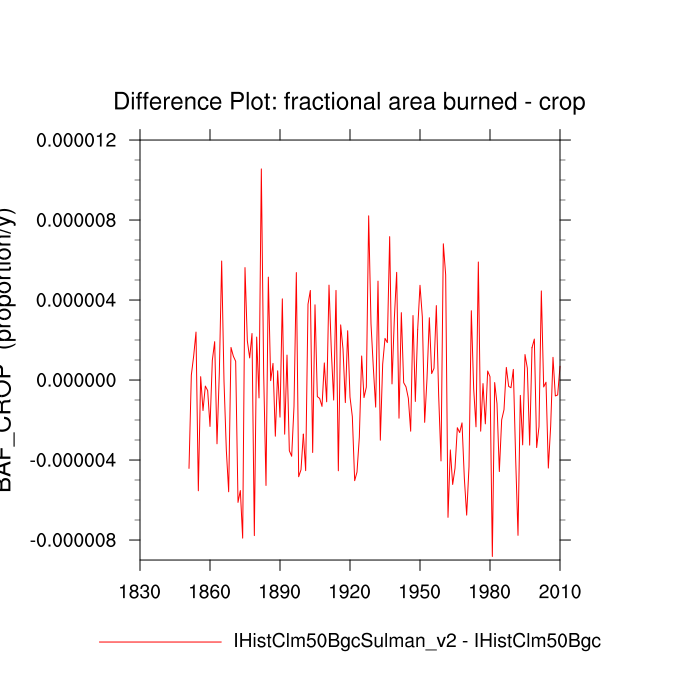 Difference Plot: fractional area burned - crop
BAF_CROP (proportion/y)
0.000012
0.000008
0.000004
0.000000
-0.000004
-0.000008
1830 1860 1890 1920 1950 1980 2010
IHistClm50BgcSulman_v2 - IHistClm50Bgc